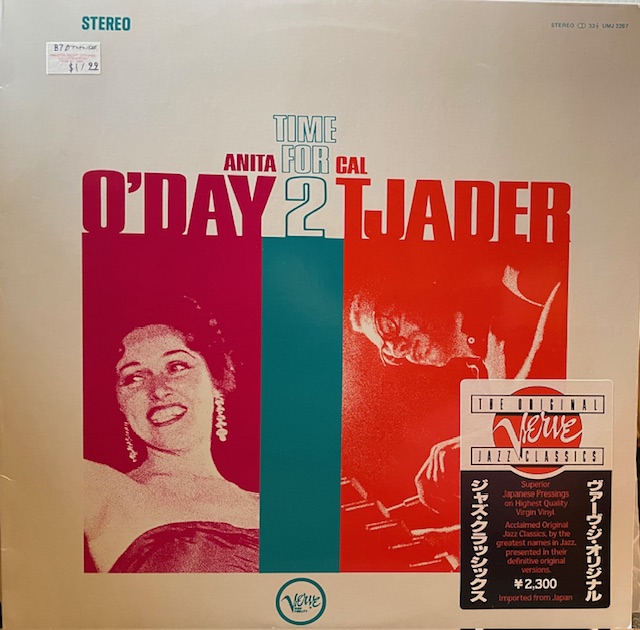 STEREO
STEREO 33⅓ UMJ 3287
$17.99
TIME
FOR
2
ANITA
O'DAY
CAL
TJADER
THE ORIGINAL
Verve
JAZZ CLASSICS
Superior
Japanese Pressings
on Highest Quality
Virgin Vinyl.
Acclaimed Original
Jazz Classics, by the
greatest names in Jazz,
presented in their
definitive original
versions.
¥2,300
Imported from Japan
ヴァーヴ・ジ・オリジナル
ジャズ・クラッシックス
Verve